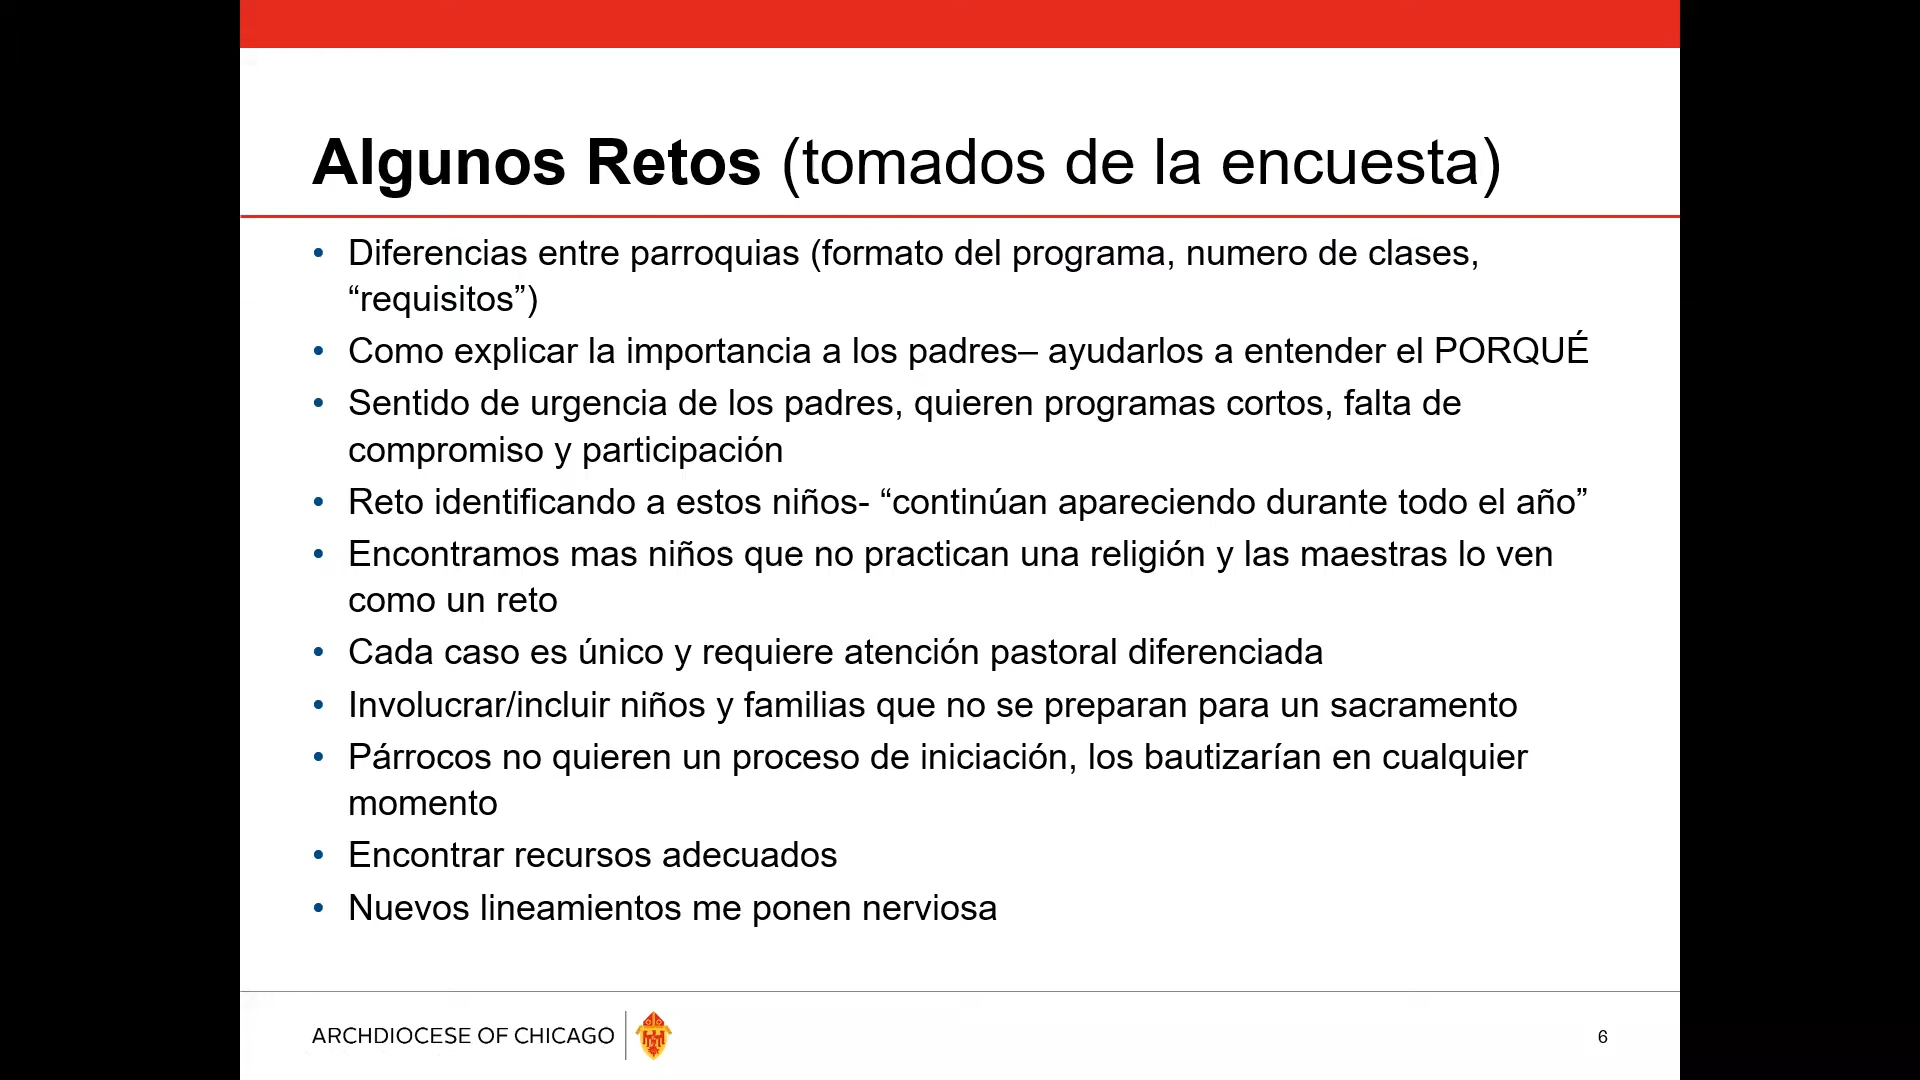 Algunos Retos (tomados de la encuesta)
• Diferencias entre parroquias (formato del programa, numero de clases,
“requisitos”)
• Como explicar la importancia a los padres– ayudarlos a entender el PORQUÉ
• Sentido de urgencia de los padres, quieren programas cortos, falta de
compromiso y participación
• Reto identificando a estos niños- “continúan apareciendo durante todo el año”
• Encontramos mas niños que no practican una religión y las maestras lo ven
como un reto
• Cada caso es único y requiere atención pastoral diferenciada
• Involucrar/incluir niños y familias que no se preparan para un sacramento
• Párrocos no quieren un proceso de iniciación, los bautizarían en cualquier
momento
• Encontrar recursos adecuados
• Nuevos lineamientos me ponen nerviosa
ARCHDIOCESE OF CHICAGO
6